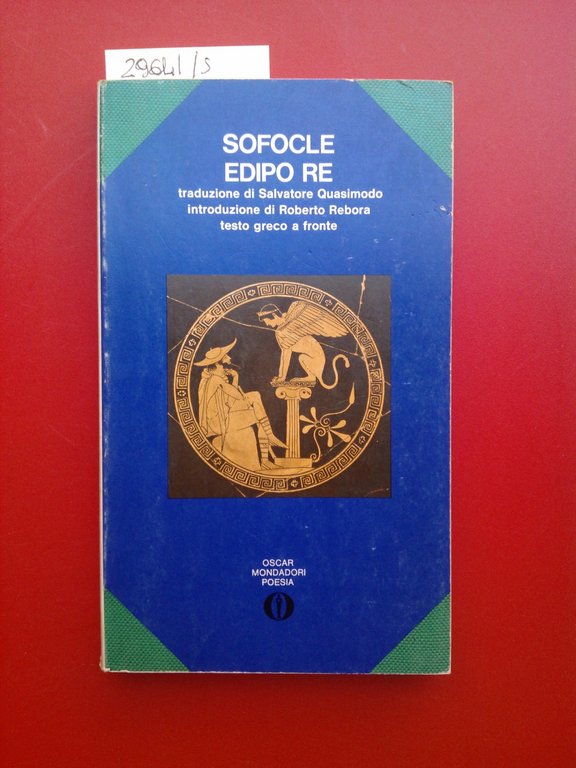 29641/s
SOFOCLE
EDIPO RE
traduzione di Salvatore Quasimodo
introduzione di Roberto Rebora
testo greco a fronte
OSCAR
MONDADORI
POESIA